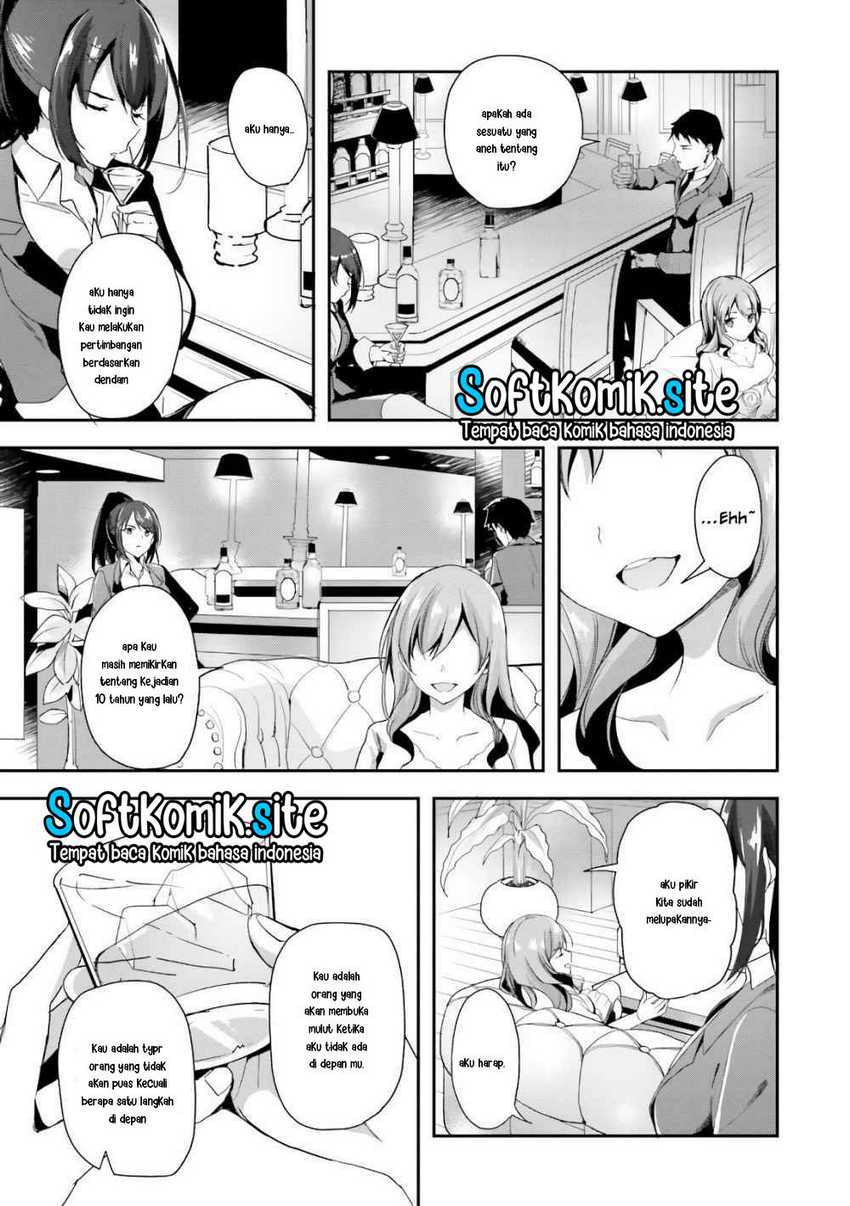 apakah ada
sesuatu yang
aneh tentang
itu?
aku hanya...
aku hanya
tidak ingin
kau melakukan
pertimbangan
berdasarkan
dendam
SoftKomik.site
Tempat baca Komik bahasa indonesia
...Ehh~
apa kau
masih memikirkan
tentang kejadian
10 tahun yang lalu?
aku pikir
kita sudah
melupakannya-
aku harap.
SoftKomik.site
Tempat baca Komik bahasa indonesia
Kau adalah
orang yang
akan membuka
mulut ketika
aku tidak ada
di depan mu.
Kau adalah typr
orang yang tidak
akan puas kecuali
berapa satu langkah
di depan